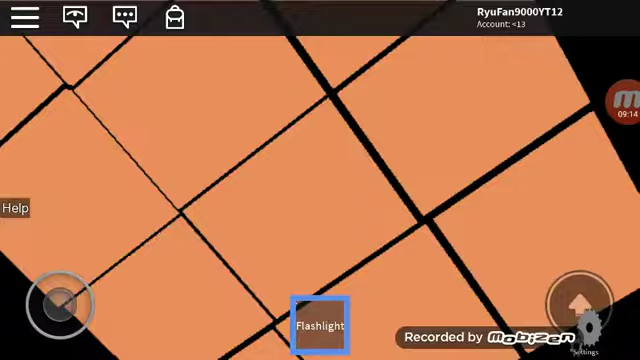 RyuFan9000YT12
Account: <13
09:14
Help
Flashlight
Recorded by Mobizen
Settings